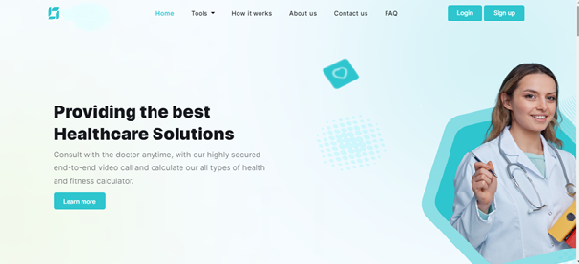 Home Tools How it works About us Contact us FAQ Login Sign up
Providing the best
Healthcare Solutions
Consult with the doctor anytime, with our highly secured
end-to-end video call and calculate our all types of health
and fitness calculator.
Learn more